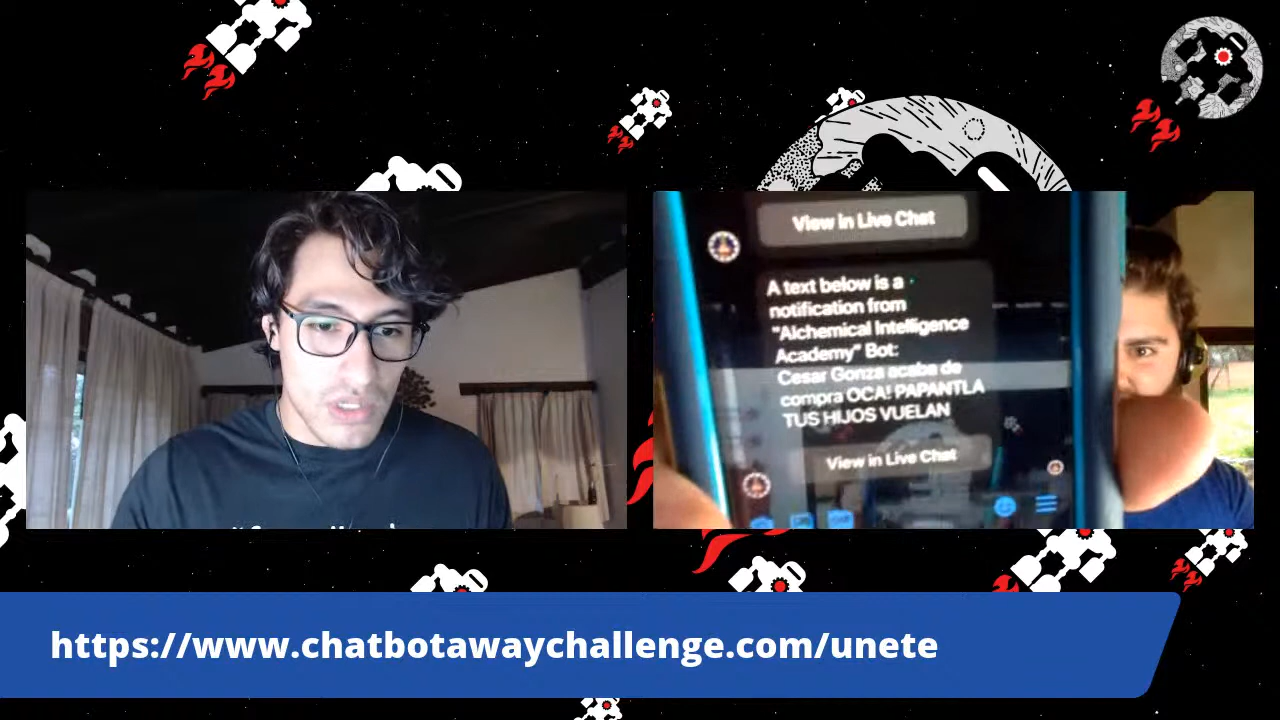 View in Live Chat
A text below is a
notification from
"Alchemical Intelligence
Academy" Bot:
Cesar Gonza acaba de
compra OCA! PAPANTLA
TUS HIJOS VUELAN
View in Live Chat
https://www.chatbotawaychallenge.com/unete